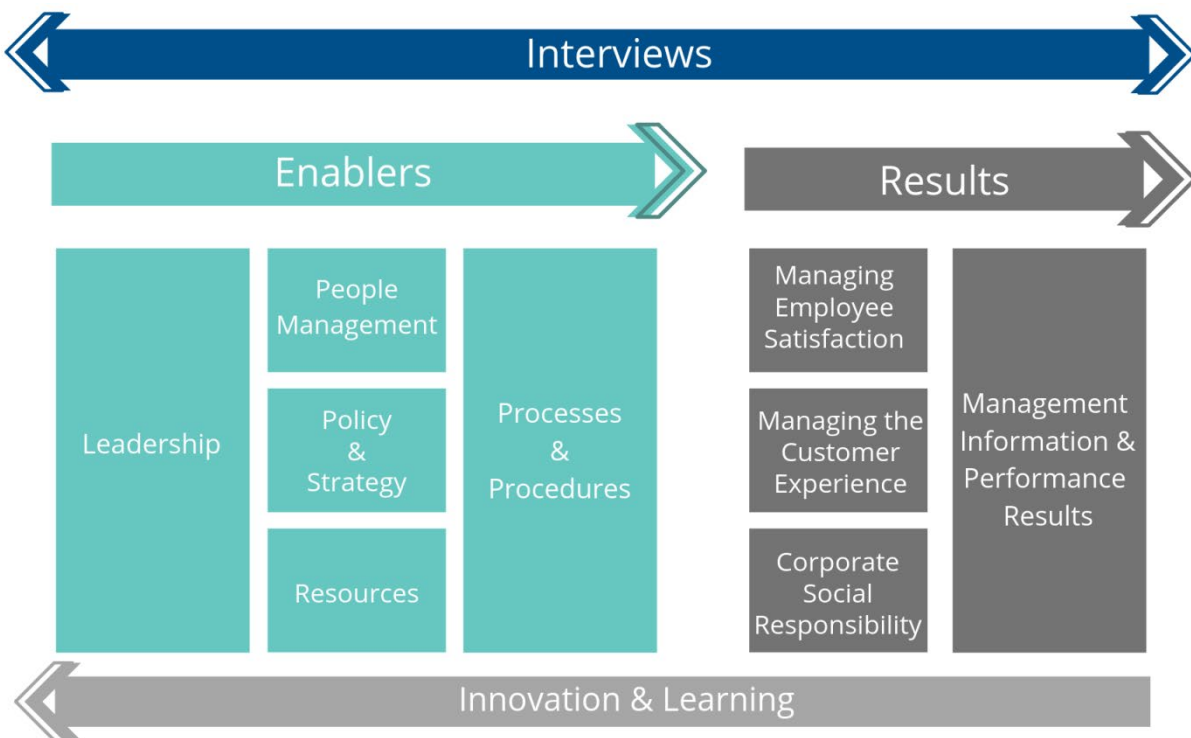 Interviews
Enablers
Results
Leadership
People
Management
Policy
&
Strategy
Resources
Processes
&
Procedures
Managing
Employee
Satisfaction
Managing the
Customer
Experience
Corporate
Social
Responsibility
Management
Information &
Performance
Results
Innovation & Learning